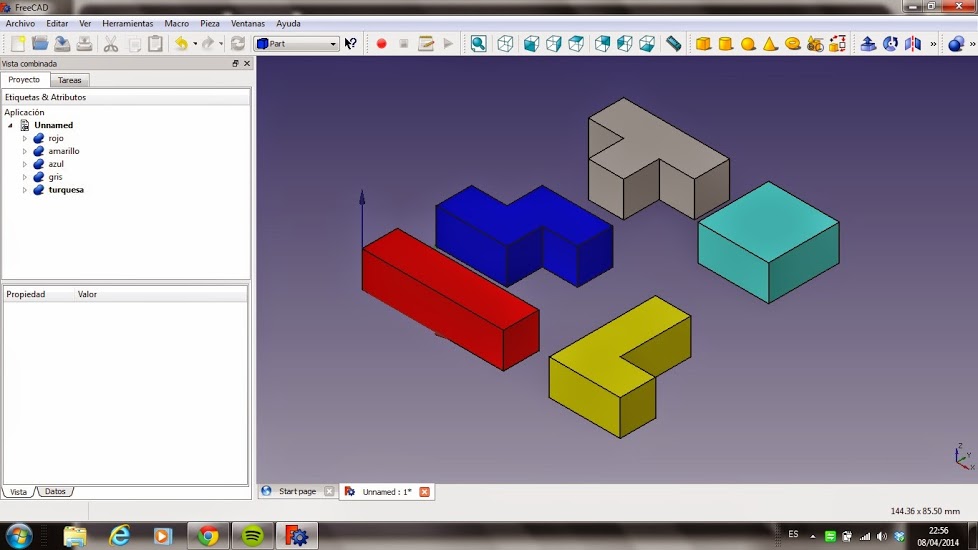 FreeCAD
Archivo Editar Ver Herramientas Macro Pieza Ventanas Ayuda
Part
Vista combinada
Proyecto Tareas
Etiquetas & Atributos
Aplicación
Unnamed
rojo
amarillo
azul
gris
turquesa
Propiedad Valor
Z
Y
X
Vista Datos
Start page Unnamed : 1*
144.36 x 85.50 mm
ES
22:56
08/04/2014